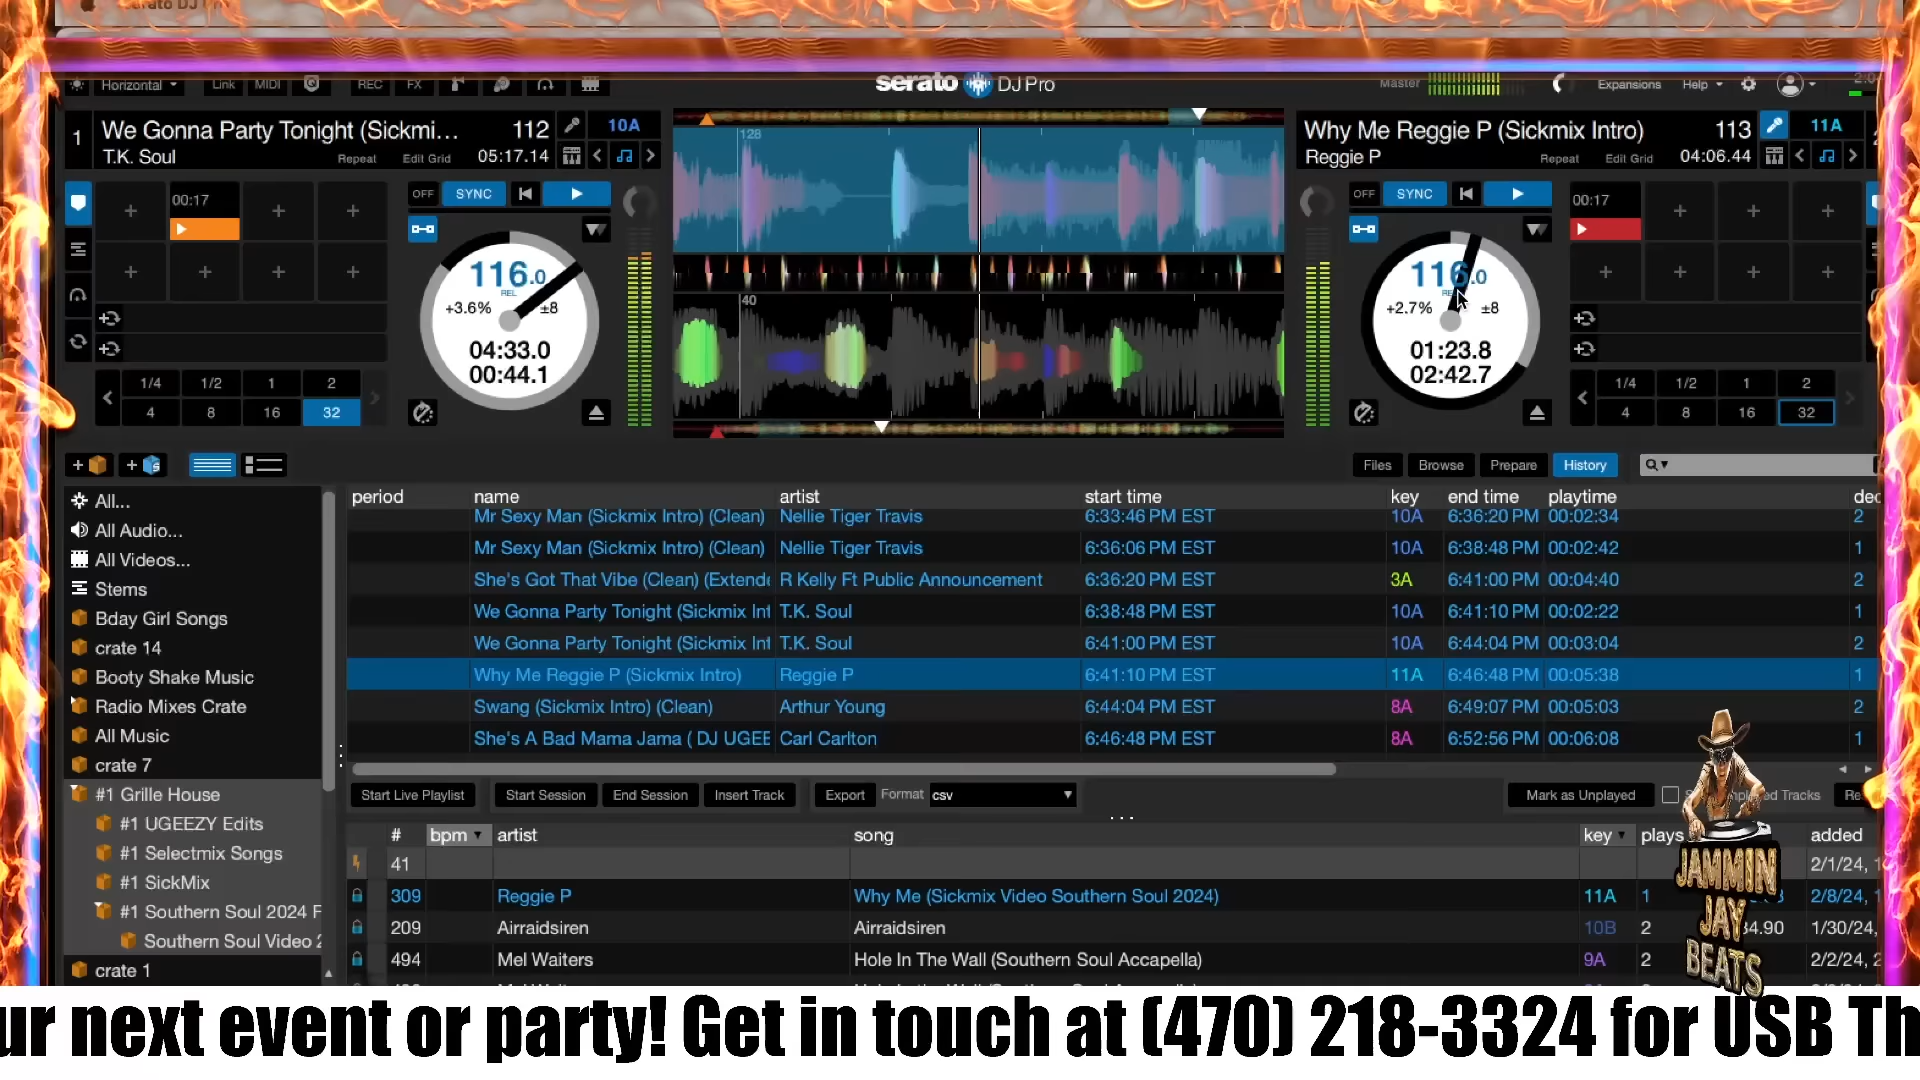 Horizontal
Link MIDI REC FX
serato DJ Pro
Master
Expansions Help
1
We Gonna Party Tonight (Sickmi... 112 10A
T.K. Soul Repeat Edit Grid 05:17.14
Why Me Reggie P (Sickmix Intro) 113 11A
Reggie P Repeat Edit Grid 04:06.44
00:17
OFF SYNC
116.0
REL
+3.6% ±8
04:33.0
00:44.1
1/4 1/2 1 2
4 8 16 32
128
40
OFF SYNC
116.0
+2.7% ±8
01:23.8
02:42.7
00:17
1/4 1/2 1 2
4 8 16 32
Files Browse Prepare History
All...
All Audio...
All Videos...
Stems
Bday Girl Songs
crate 14
Booty Shake Music
Radio Mixes Crate
All Music
crate 7
#1 Grille House
#1 UGEEZY Edits
#1 Selectmix Songs
#1 SickMix
#1 Southern Soul 2024 F
Southern Soul Video 2
crate 1
period name artist start time key end time playtime dec
Mr Sexy Man (Sickmix Intro) (Clean) Nellie Tiger Travis 6:33:46 PM EST 10A 6:36:20 PM 00:02:34 2
Mr Sexy Man (Sickmix Intro) (Clean) Nellie Tiger Travis 6:36:06 PM EST 10A 6:38:48 PM 00:02:42 1
She's Got That Vibe (Clean) (Extende R Kelly Ft Public Announcement 6:36:20 PM EST 3A 6:41:00 PM 00:04:40 2
We Gonna Party Tonight (Sickmix Int T.K. Soul 6:38:48 PM EST 10A 6:41:10 PM 00:02:22 1
We Gonna Party Tonight (Sickmix Int T.K. Soul 6:41:00 PM EST 10A 6:44:04 PM 00:03:04 2
Why Me Reggie P (Sickmix Intro) Reggie P 6:41:10 PM EST 11A 6:46:48 PM 00:05:38 1
Swang (Sickmix Intro) (Clean) Arthur Young 6:44:04 PM EST 8A 6:49:07 PM 00:05:03 2
She's A Bad Mama Jama ( DJ UGEE Carl Carlton 6:46:48 PM EST 8A 6:52:56 PM 00:06:08 1
Start Live Playlist Start Session End Session Insert Track Export Format csv Mark as Unplayed Tracks Re
# bpm artist song key plays added
41 2/1/24, 1
309 Reggie P Why Me (Sickmix Video Southern Soul 2024) 11A 1 2/8/24,
209 Airraidsiren Airraidsiren 10B 2 34.90 1/30/24,
494 Mel Waiters Hole In The Wall (Southern Soul Accapella) 9A 2 2/2/24, 2
JAMMIN
JAY
BEATS
ur next event or party! Get in touch at (470) 218-3324 for USB Th